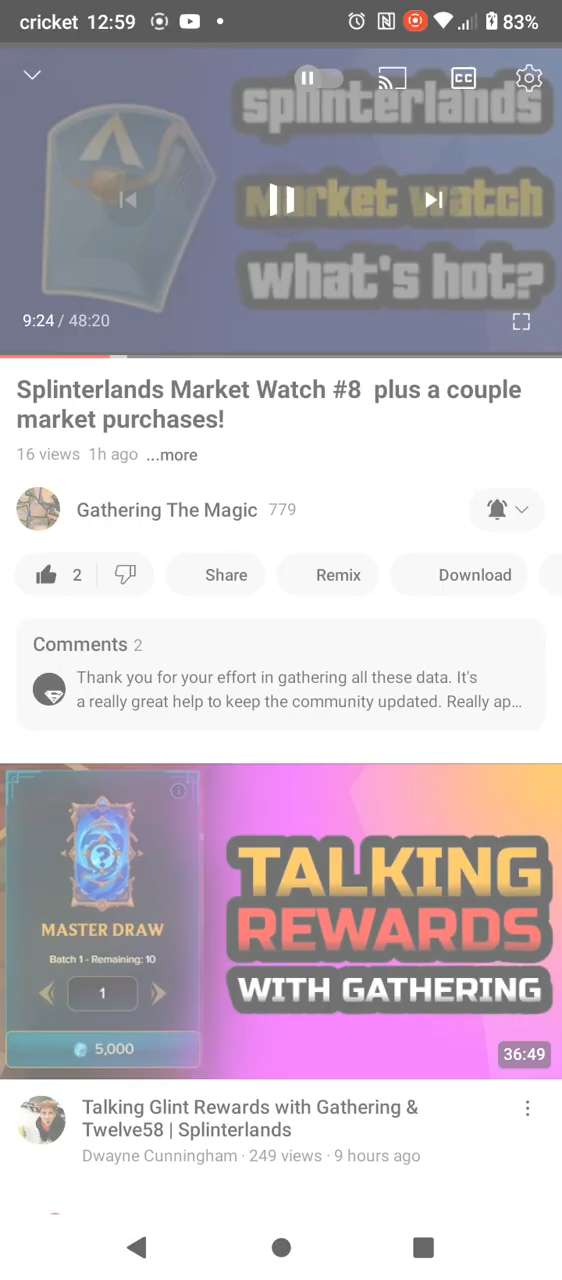 cricket 12:59
83%
CC
splinterlands
Market watch
what's hot?
9:24 / 48:20
Splinterlands Market Watch #8 plus a couple
market purchases!
16 views 1h ago ...more
Gathering The Magic 779
2
Share
Remix
Download
Comments 2
Thank you for your effort in gathering all these data. It's
a really great help to keep the community updated. Really ap...
MASTER DRAW
Batch 1 - Remaining: 10
1
5,000
TALKING
REWARDS
WITH GATHERING
36:49
Talking Glint Rewards with Gathering &
Twelve58 | Splinterlands
Dwayne Cunningham · 249 views · 9 hours ago